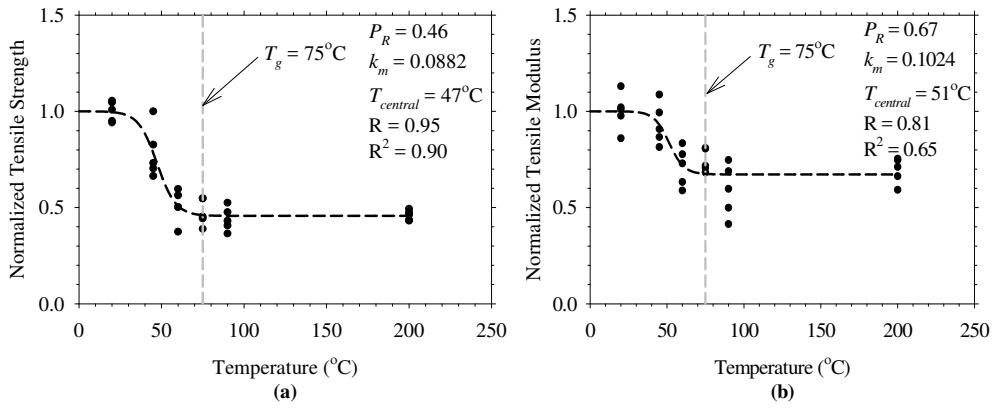 Normalized Tensile Strength
1.5
1.0
0.5
0.0
0 50 100 150 200 250
Temperature (°C)
(a)
T_g = 75°C
P_R = 0.46
k_m = 0.0882
T_central = 47°C
R = 0.95
R² = 0.90
Normalized Tensile Modulus
1.5
1.0
0.5
0.0
0 50 100 150 200 250
Temperature (°C)
(b)
T_g = 75°C
P_R = 0.67
k_m = 0.1024
T_central = 51°C
R = 0.81
R² = 0.65